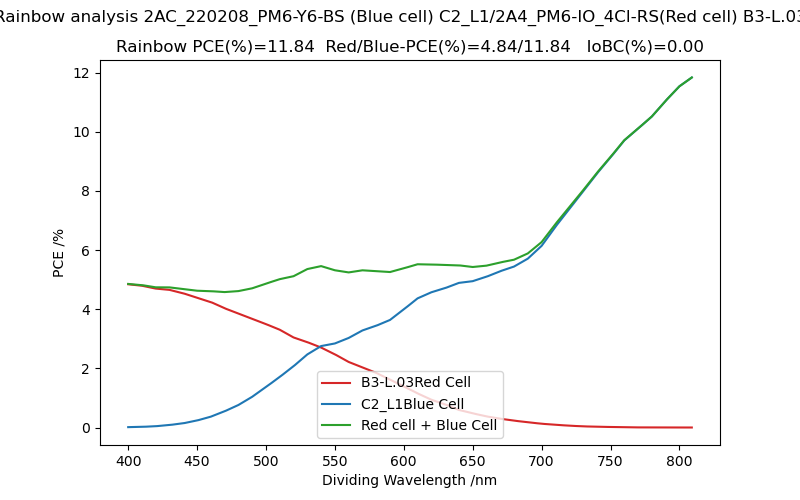 Rainbow analysis 2AC_220208_PM6-Y6-BS (Blue cell) C2_L1/2A4_PM6-IO_4Cl-RS(Red cell) B3-L.03
Rainbow PCE(%)=11.84 Red/Blue-PCE(%)=4.84/11.84 IoBC(%)=0.00
12
10
8
6
4
2
0
PCE /%
B3-L.03Red Cell
C2_L1Blue Cell
Red cell + Blue Cell
400 450 500 550 600 650 700 750 800
Dividing Wavelength /nm